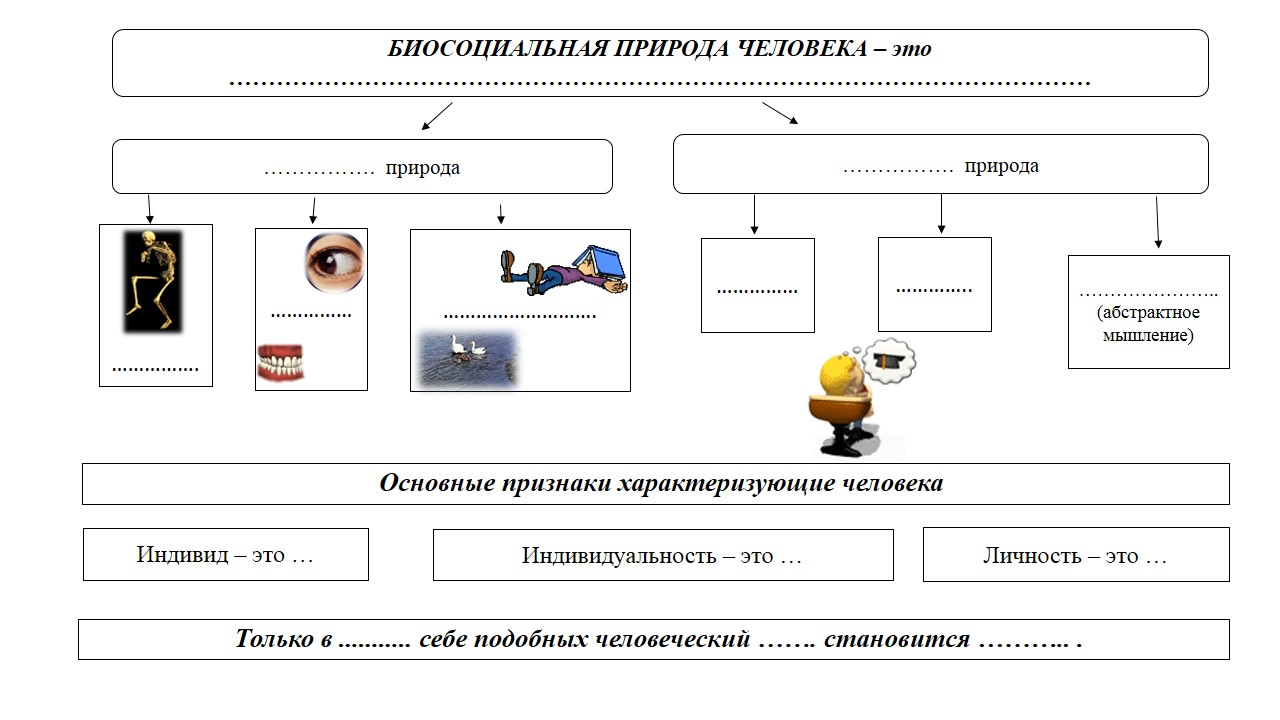 БИОСОЦИАЛЬНАЯ ПРИРОДА ЧЕЛОВЕКА – это
……………………………………………………………………………………………
……………. природа
……………. природа
…………….
……………
……………………….
……………
…………..
…………………..
(абстрактное
мышление)
Основные признаки характеризующие человека
Индивид – это …
Индивидуальность – это …
Личность – это …
Только в ........... себе подобных человеческий ……. становится ……….. .